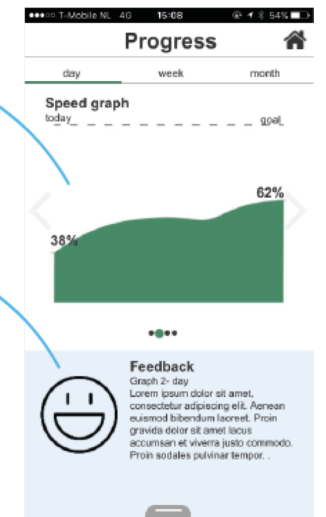 T-Mobile NL 4G 15:08 54%
Progress
day week month
Speed graph
today goal
62%
38%
Feedback
Graph 2- day
Lorem ipsum dolor sit amet,
consectetur adipiscing elit. Aenean
euismod bibendum laoreet. Proin
gravida dolor sit amet lacus
accumsan et viverra justo commodo.
Proin sodales pulvinar tempor. .